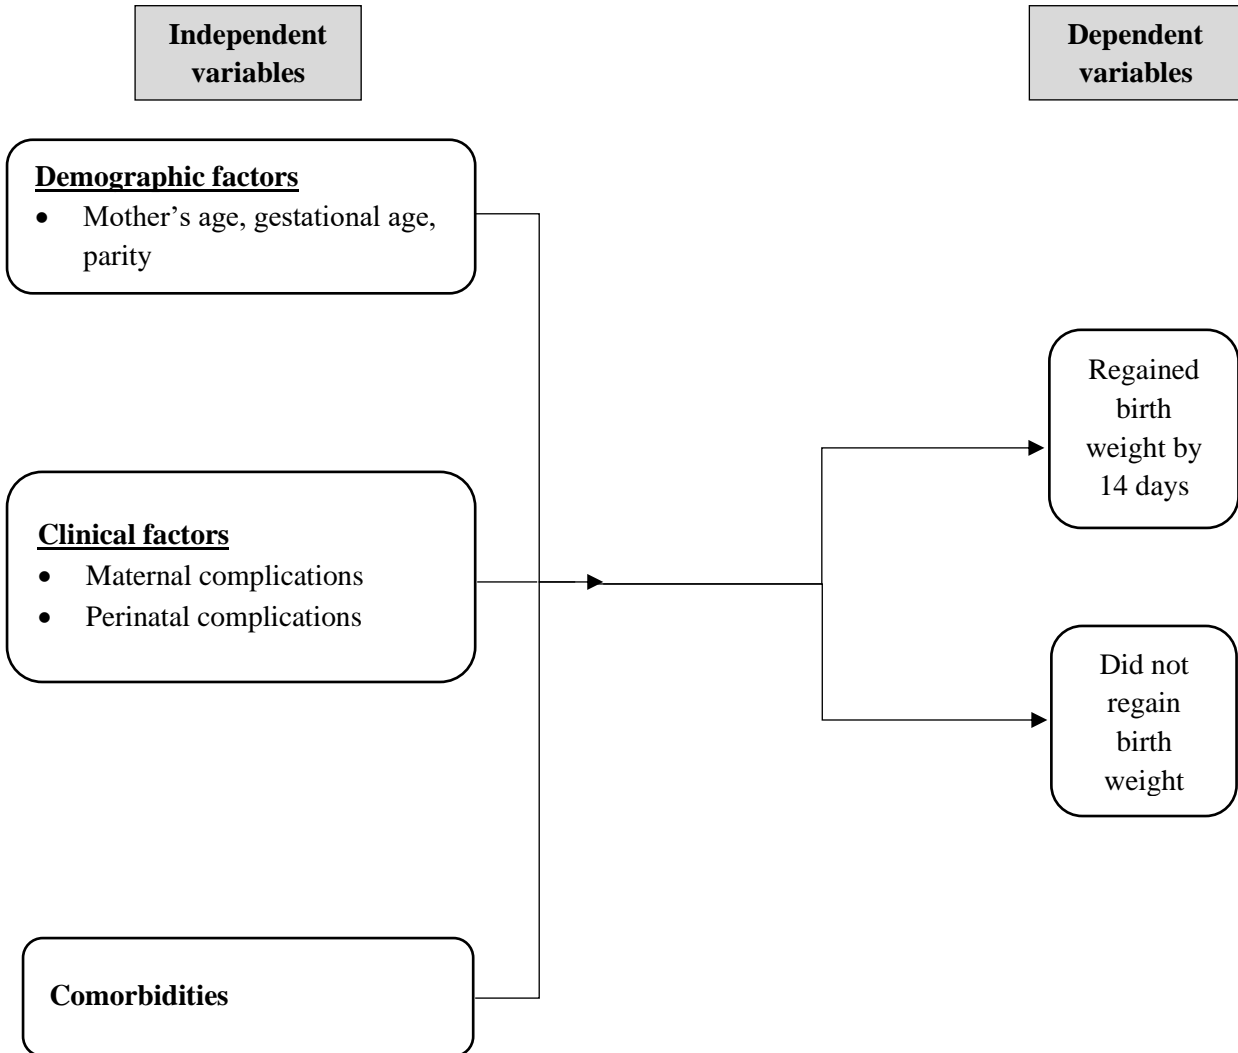 Independent
variables
Dependent
variables
Demographic factors
• Mother’s age, gestational age,
parity
Regained
birth
weight by
14 days
Clinical factors
• Maternal complications
• Perinatal complications
Did not
regain
birth
weight
Comorbidities